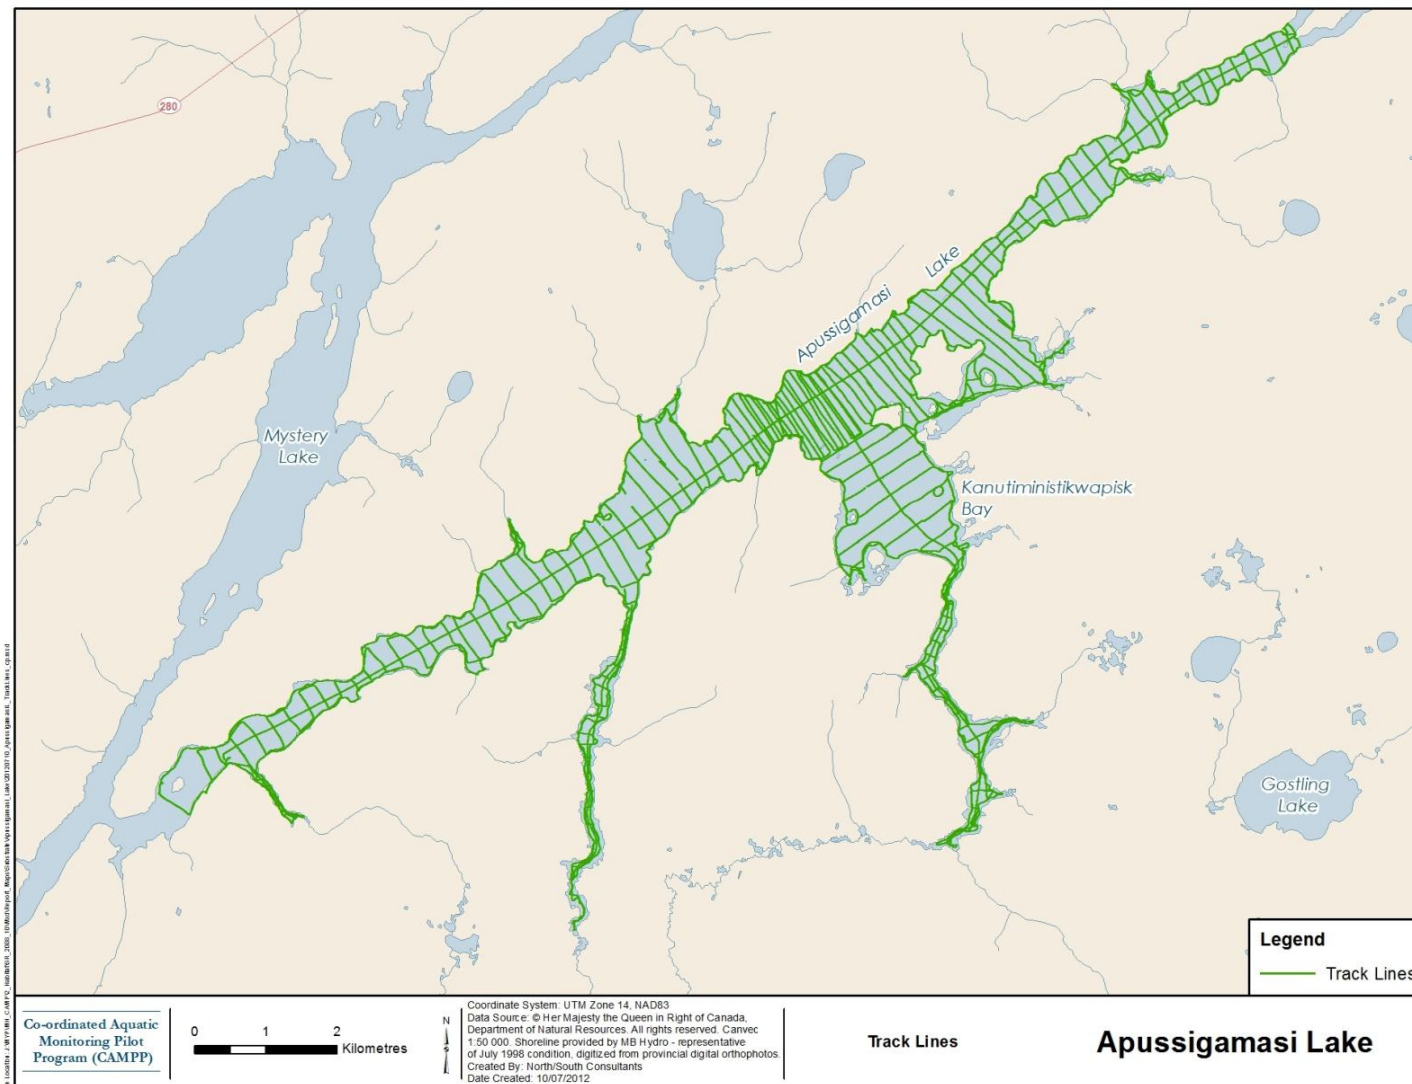 280
Apussigamasi Lake
Mystery
Lake
Kanutiministikwapisk
Bay
Gostling
Lake
Legend
Track Lines
Co-ordinated Aquatic
Monitoring Pilot
Program (CAMPP)
0 1 2
Kilometres
N
Coordinate System: UTM Zone 14, NAD83
Data Source: © Her Majesty the Queen in Right of Canada,
Department of Natural Resources. All rights reserved. Canvec
1:50 000. Shoreline provided by MB Hydro - representative
of July 1998 condition, digitized from provincial digital orthophotos.
Created By: North/South Consultants
Date Created: 10/07/2012
Track Lines
Apussigamasi Lake